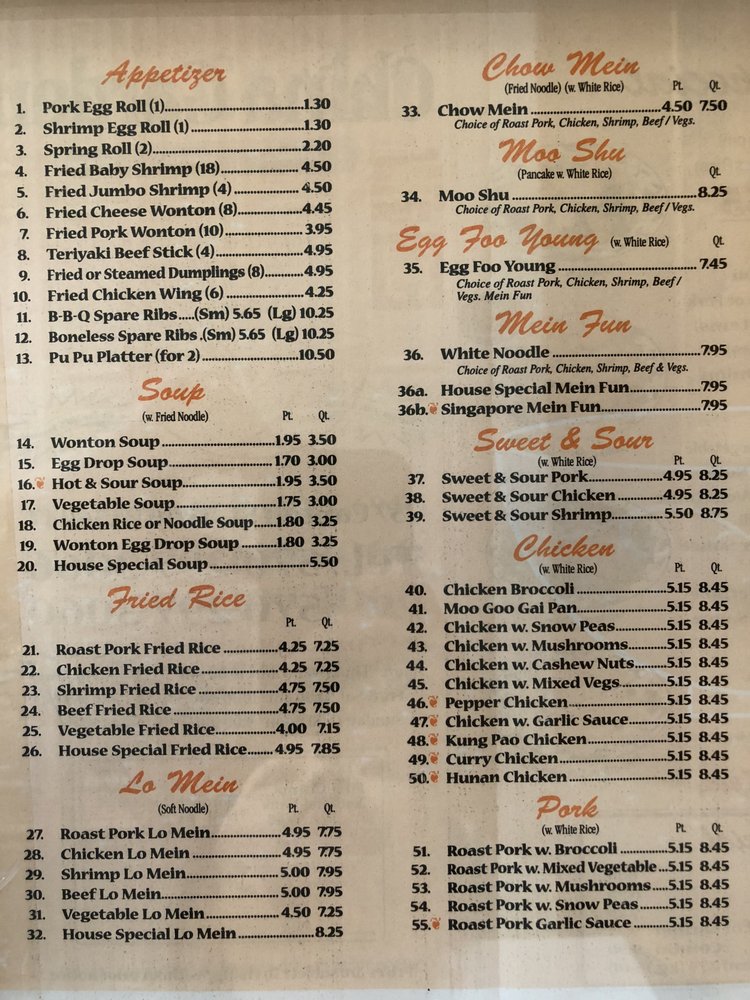 Appetizer
1. Pork Egg Roll (1)..........1.30
2. Shrimp Egg Roll (1)..........1.30
3. Spring Roll (2)..........2.20
4. Fried Baby Shrimp (18)..........4.50
5. Fried Jumbo Shrimp (4)..........4.50
6. Fried Cheese Wonton (8)..........4.45
7. Fried Pork Wonton (10)..........3.95
8. Teriyaki Beef Stick (4)..........4.95
9. Fried or Steamed Dumplings (8)..........4.95
10. Fried Chicken Wing (6)..........4.25
11. B-B-Q Spare Ribs.....(Sm) 5.65 (Lg) 10.25
12. Boneless Spare Ribs .(Sm) 5.65 (Lg) 10.25
13. Pu Pu Platter (for 2)..........10.50
Soup
(w. Fried Noodle) Pt. Qt.
14. Wonton Soup..........1.95 3.50
15. Egg Drop Soup..........1.70 3.00
16. Hot & Sour Soup..........1.95 3.50
17. Vegetable Soup..........1.75 3.00
18. Chicken Rice or Noodle Soup......1.80 3.25
19. Wonton Egg Drop Soup..........1.80 3.25
20. House Special Soup..........5.50
Fried Rice
Pt. Qt.
21. Roast Pork Fried Rice..........4.25 7.25
22. Chicken Fried Rice..........4.25 7.25
23. Shrimp Fried Rice..........4.75 7.50
24. Beef Fried Rice..........4.75 7.50
25. Vegetable Fried Rice..........4.00 7.15
26. House Special Fried Rice.......4.95 7.85
Lo Mein
(Soft Noodle) Pt. Qt.
27. Roast Pork Lo Mein..........4.95 7.75
28. Chicken Lo Mein..........4.95 7.75
29. Shrimp Lo Mein..........5.00 7.95
30. Beef Lo Mein..........5.00 7.95
31. Vegetable Lo Mein..........4.50 7.25
32. House Special Lo Mein..........8.25
Chow Mein
(Fried Noodle) (w. White Rice) Pt. Qt.
33. Chow Mein..........4.50 7.50
Choice of Roast Pork, Chicken, Shrimp, Beef / Vegs.
Moo Shu
(Pancake w. White Rice) Qt.
34. Moo Shu..........8.25
Choice of Roast Pork, Chicken, Shrimp, Beef / Vegs.
Egg Foo Young (w. White Rice) Qt.
35. Egg Foo Young..........7.45
Choice of Roast Pork, Chicken, Shrimp, Beef /
Vegs. Mein Fun
Mein Fun
36. White Noodle..........7.95
Choice of Roast Pork, Chicken, Shrimp, Beef & Vegs.
36a. House Special Mein Fun..........7.95
36b. Singapore Mein Fun..........7.95
Sweet & Sour
(w. White Rice) Pt. Qt.
37. Sweet & Sour Pork..........4.95 8.25
38. Sweet & Sour Chicken..........4.95 8.25
39. Sweet & Sour Shrimp..........5.50 8.75
Chicken
(w. White Rice) Pt. Qt.
40. Chicken Broccoli..........5.15 8.45
41. Moo Goo Gai Pan..........5.15 8.45
42. Chicken w. Snow Peas..........5.15 8.45
43. Chicken w. Mushrooms..........5.15 8.45
44. Chicken w. Cashew Nuts.........5.15 8.45
45. Chicken w. Mixed Vegs..........5.15 8.45
46. Pepper Chicken..........5.15 8.45
47. Chicken w. Garlic Sauce..........5.15 8.45
48. Kung Pao Chicken..........5.15 8.45
49. Curry Chicken..........5.15 8.45
50. Hunan Chicken..........5.15 8.45
Pork
(w. White Rice) Pt. Qt.
51. Roast Pork w. Broccoli..........5.15 8.45
52. Roast Pork w. Mixed Vegetable...5.15 8.45
53. Roast Pork w. Mushrooms....5.15 8.45
54. Roast Pork w. Snow Peas..........5.15 8.45
55. Roast Pork Garlic Sauce..........5.15 8.45